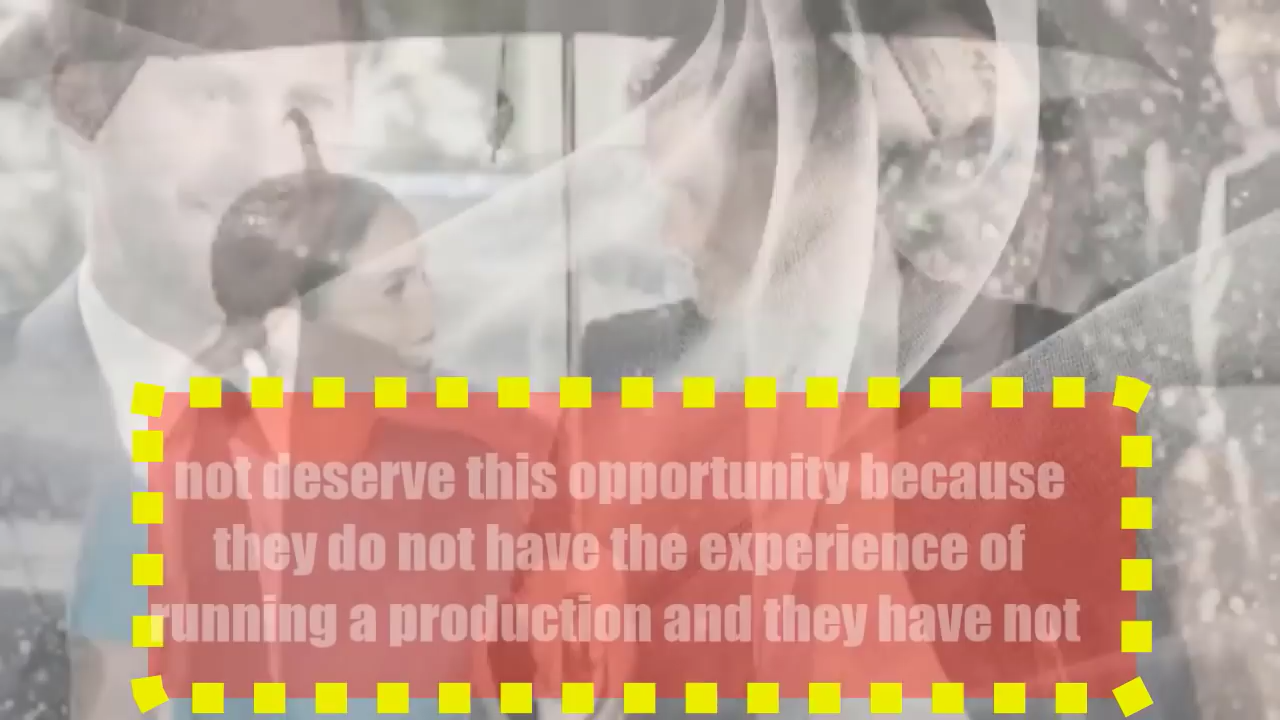 not deserve this opportunity because
they do not have the experience of
running a production and they have not